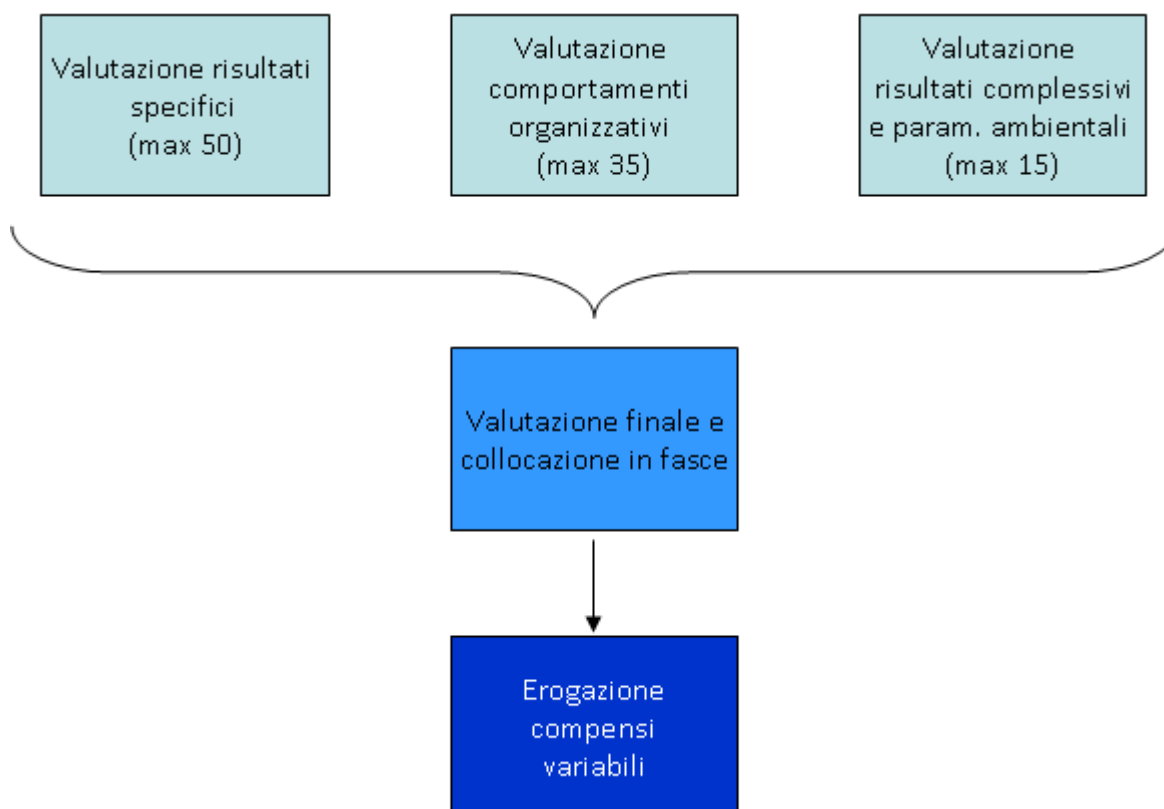 Valutazione risultati
specifici
(max 50)
Valutazione
comportamenti
organizzativi
(max 35)
Valutazione
risultati complessivi
e param. ambientali
(max 15)
Valutazione finale e
collocazione in fasce
Erogazione
compensi
variabili